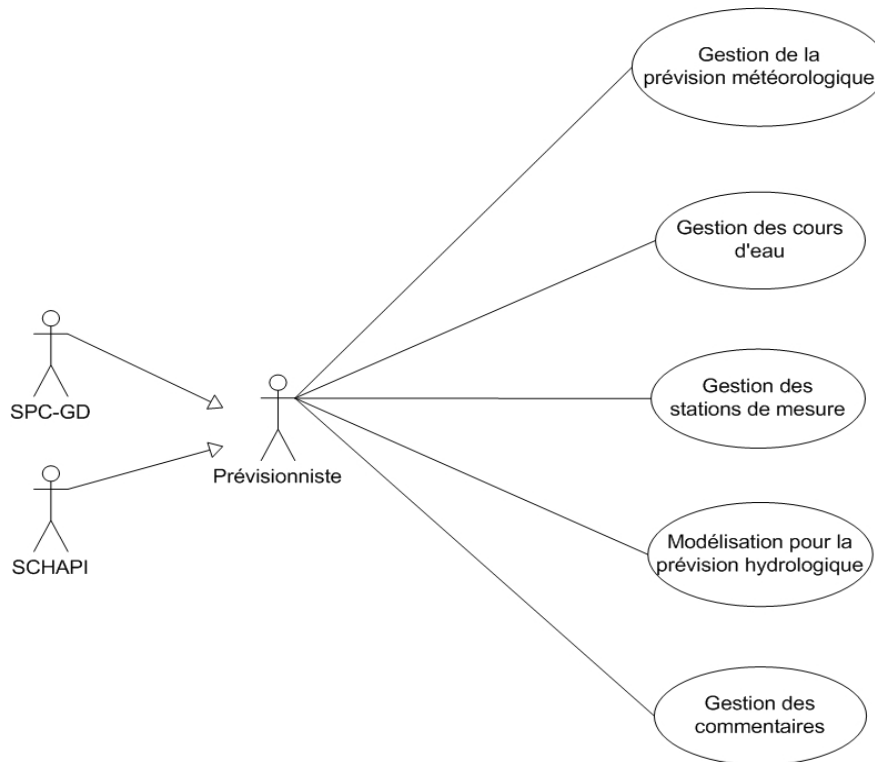 Gestion de la
prévision météorologique
Gestion des cours
d'eau
SPC-GD
Gestion des
stations de mesure
Prévisionniste
SCHAPI
Modélisation pour la
prévision hydrologique
Gestion des
commentaires